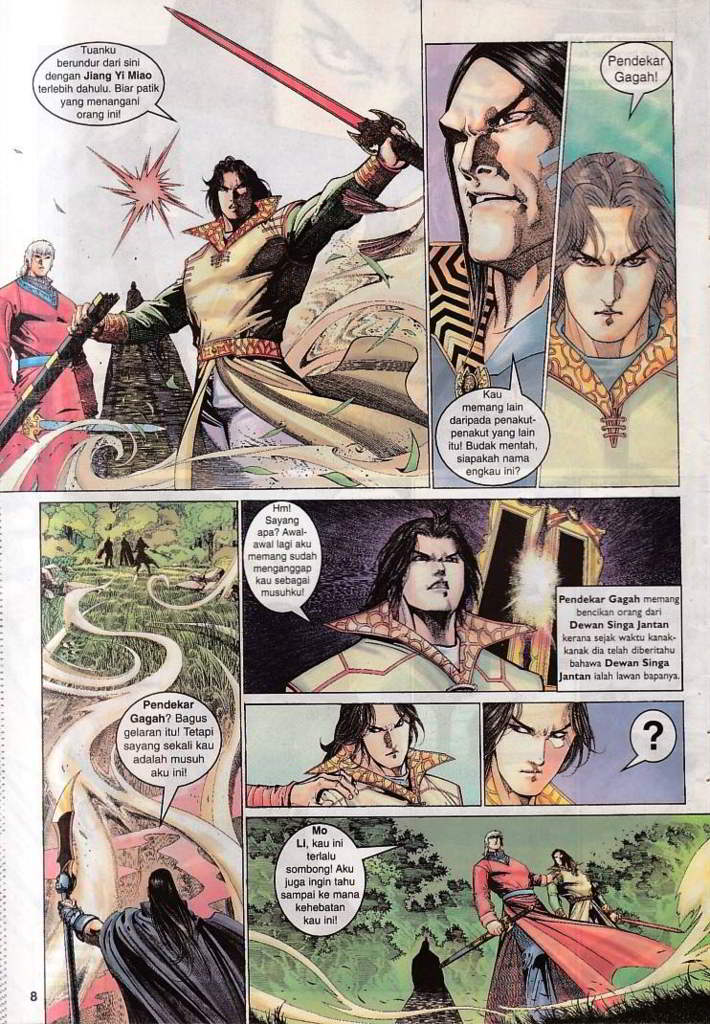 Tuanku
berundur dari sini
dengan Jiang Yi Miao
terlebih dahulu. Biar patik
yang menangani
orang ini!
Kau
memang lain
daripada penakut-
penakut yang lain
itu! Budak mentah,
siapakah nama
engkau ini?
Pendekar
Gagah!
Pendekar
Gagah? Bagus
gelaran itu! Tetapi
sayang sekali kau
adalah musuh
aku ini!
Hm!
Sayang
apa? Awal-
awal lagi aku
memang sudah
menganggap
kau sebagai
musuhku!
Pendekar Gagah memang
bencikan orang dari
Dewan Singa Jantan
kerana sejak waktu kanak-
kanak dia telah diberitahu
bahawa Dewan Singa
Jantan ialah lawan bapanya.
?
Mo
Li, kau ini
terlalu
sombong! Aku
juga ingin tahu
sampai ke mana
kehebatan
kau ini!
8